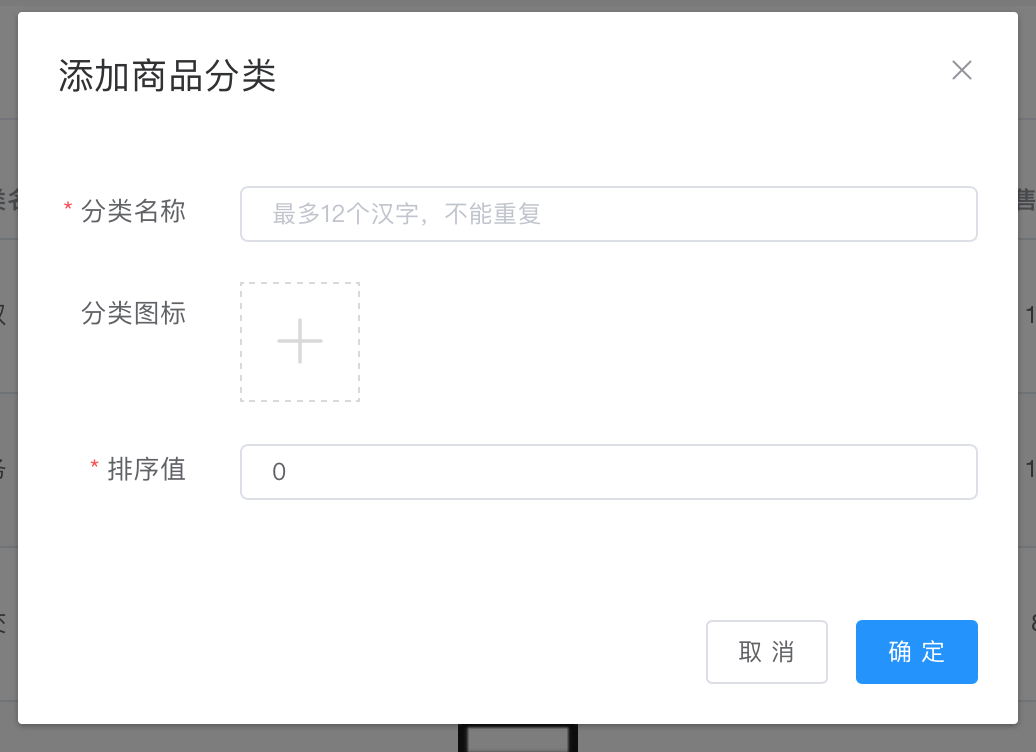 添加商品分类
* 分类名称
最多12个汉字，不能重复
分类图标
* 排序值
0
取 消
确 定